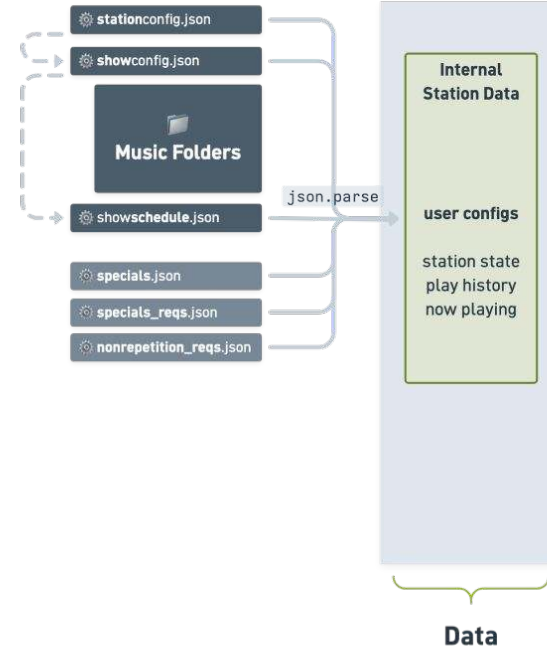 stationconfig.json
showconfig.json
Music Folders
showschedule.json
specials.json
specials_reqs.json
nonrepetition_reqs.json
json.parse
Internal
Station Data
user configs
station state
play history
now playing
Data